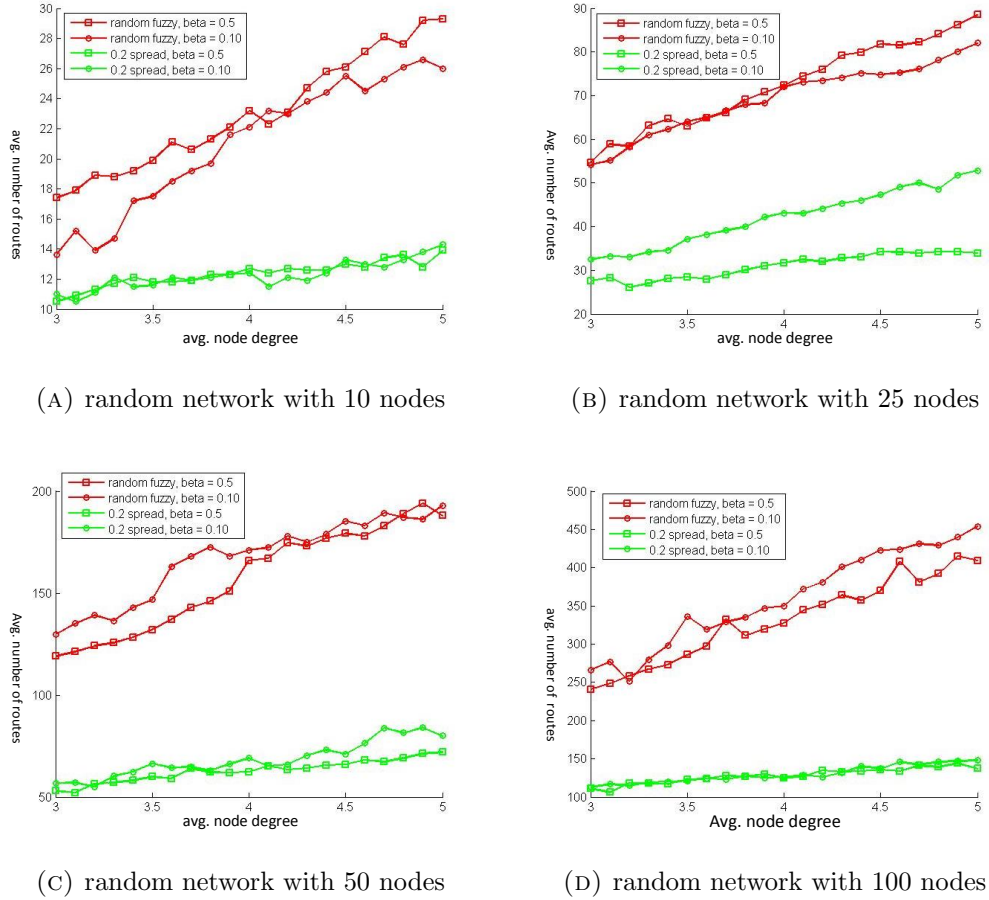 random fuzzy, beta = 0.5
random fuzzy, beta = 0.10
0.2 spread, beta = 0.5
0.2 spread, beta = 0.10
30
28
26
24
22
20
18
16
14
12
10
avg. number of routes
3
3.5
4
4.5
5
avg. node degree
(A) random network with 10 nodes
random fuzzy, beta = 0.5
random fuzzy, beta = 0.10
0.2 spread, beta = 0.5
0.2 spread, beta = 0.10
90
80
70
60
50
40
30
20
Avg. number of routes
3
3.5
4
4.5
5
avg. node degree
(B) random network with 25 nodes
random fuzzy, beta = 0.5
random fuzzy, beta = 0.10
0.2 spread, beta = 0.5
0.2 spread, beta = 0.10
200
150
100
50
Avg. number of routes
3
3.5
4
4.5
5
avg. node degree
(C) random network with 50 nodes
random fuzzy, beta = 0.5
random fuzzy, beta = 0.10
0.2 spread, beta = 0.5
0.2 spread, beta = 0.10
500
450
400
350
300
250
200
150
100
avg. number of routes
3
3.5
4
4.5
5
Avg. node degree
(D) random network with 100 nodes